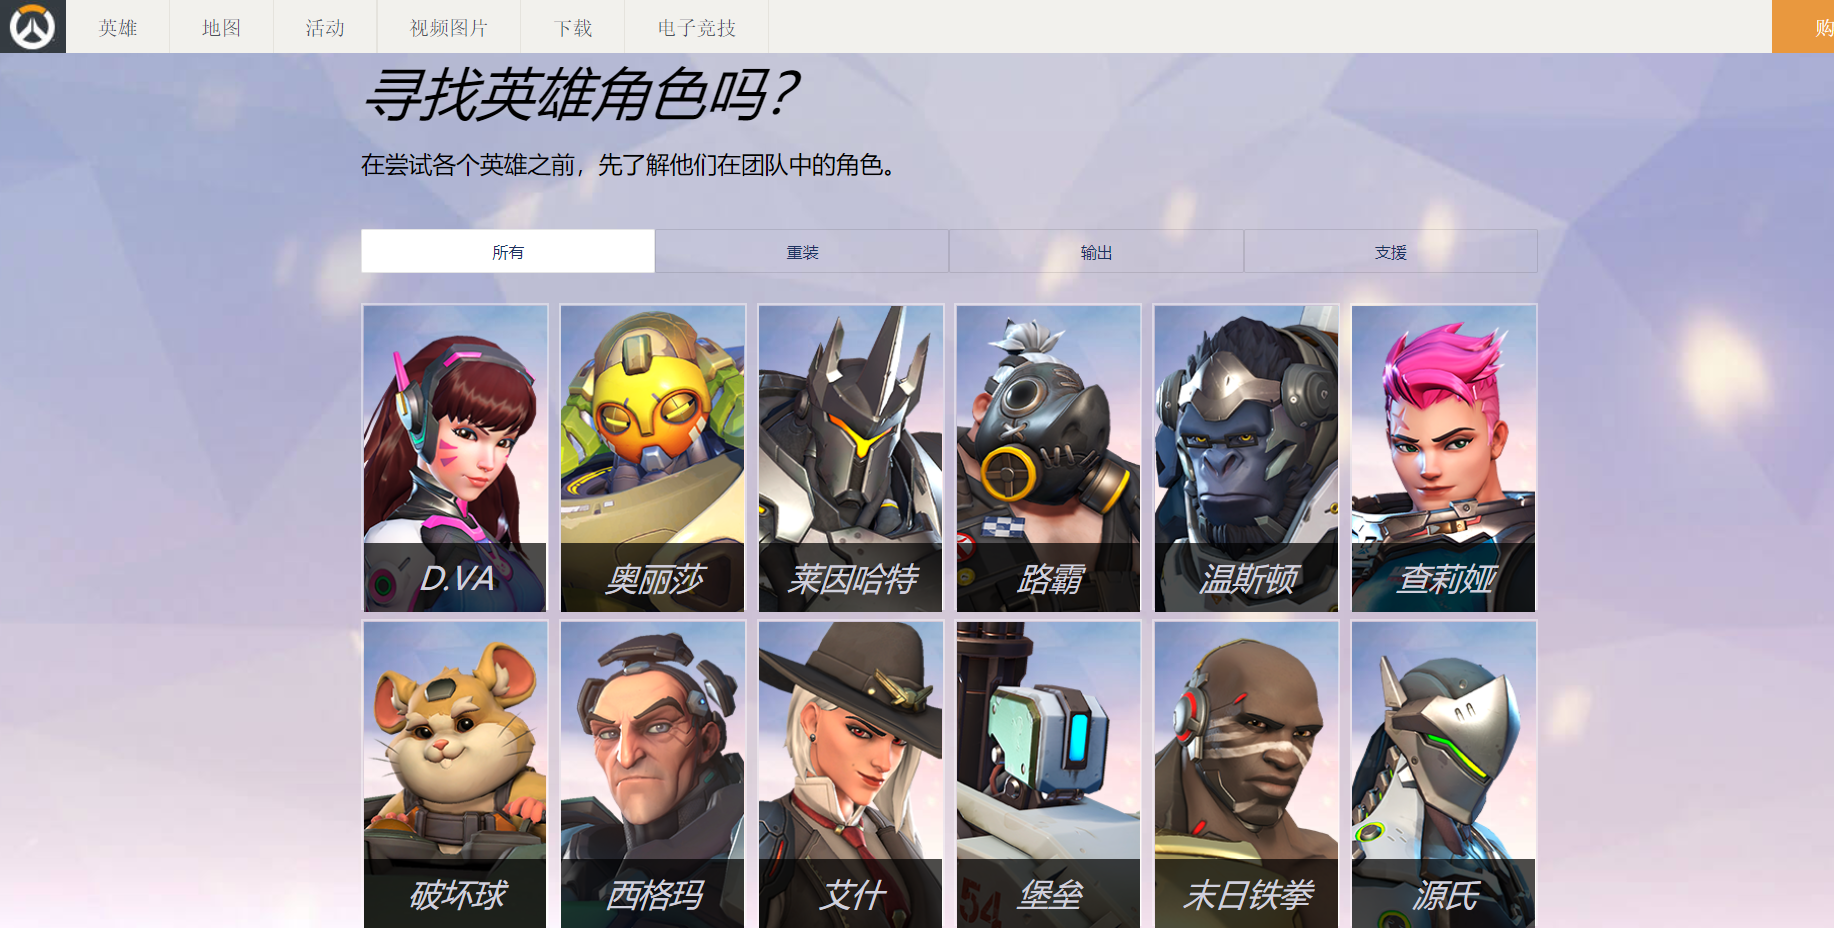 英雄 地图 活动 视频图片 下载 电子竞技 购
寻找英雄角色吗?
在尝试各个英雄之前，先了解他们在团队中的角色。
所有 重装 输出 支援
D.VA 奥丽莎 莱因哈特 路霸 温斯顿 查莉娅
54
破坏球 西格玛 艾什 堡垒 末日铁拳 源氏